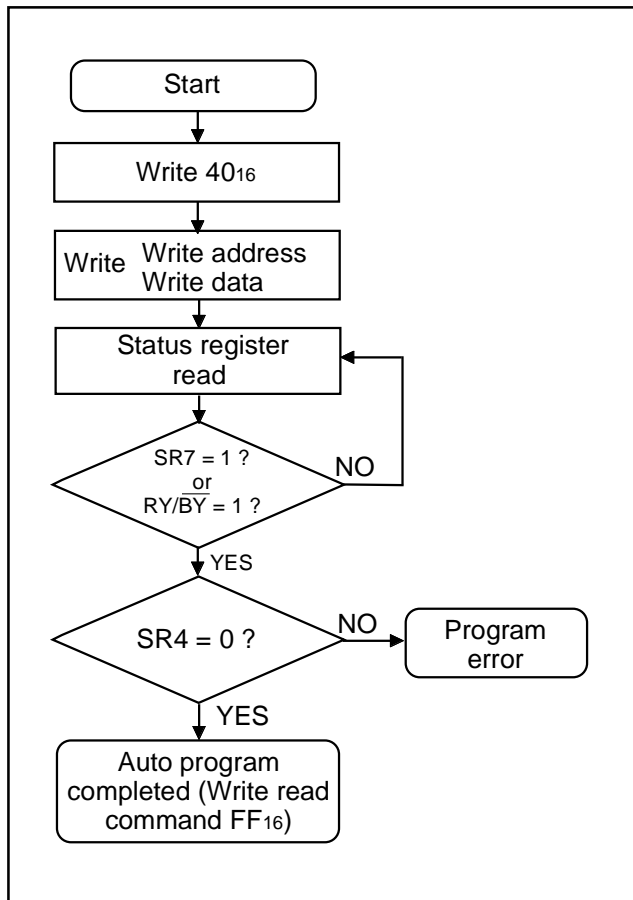 Start
Write 40₁₆
Write Write address
Write data
Status register
read
SR7 = 1 ?
or
RY/B̅Y̅ = 1 ?
NO
YES
SR4 = 0 ?
NO
Program
error
YES
Auto program
completed (Write read
command FF₁₆)